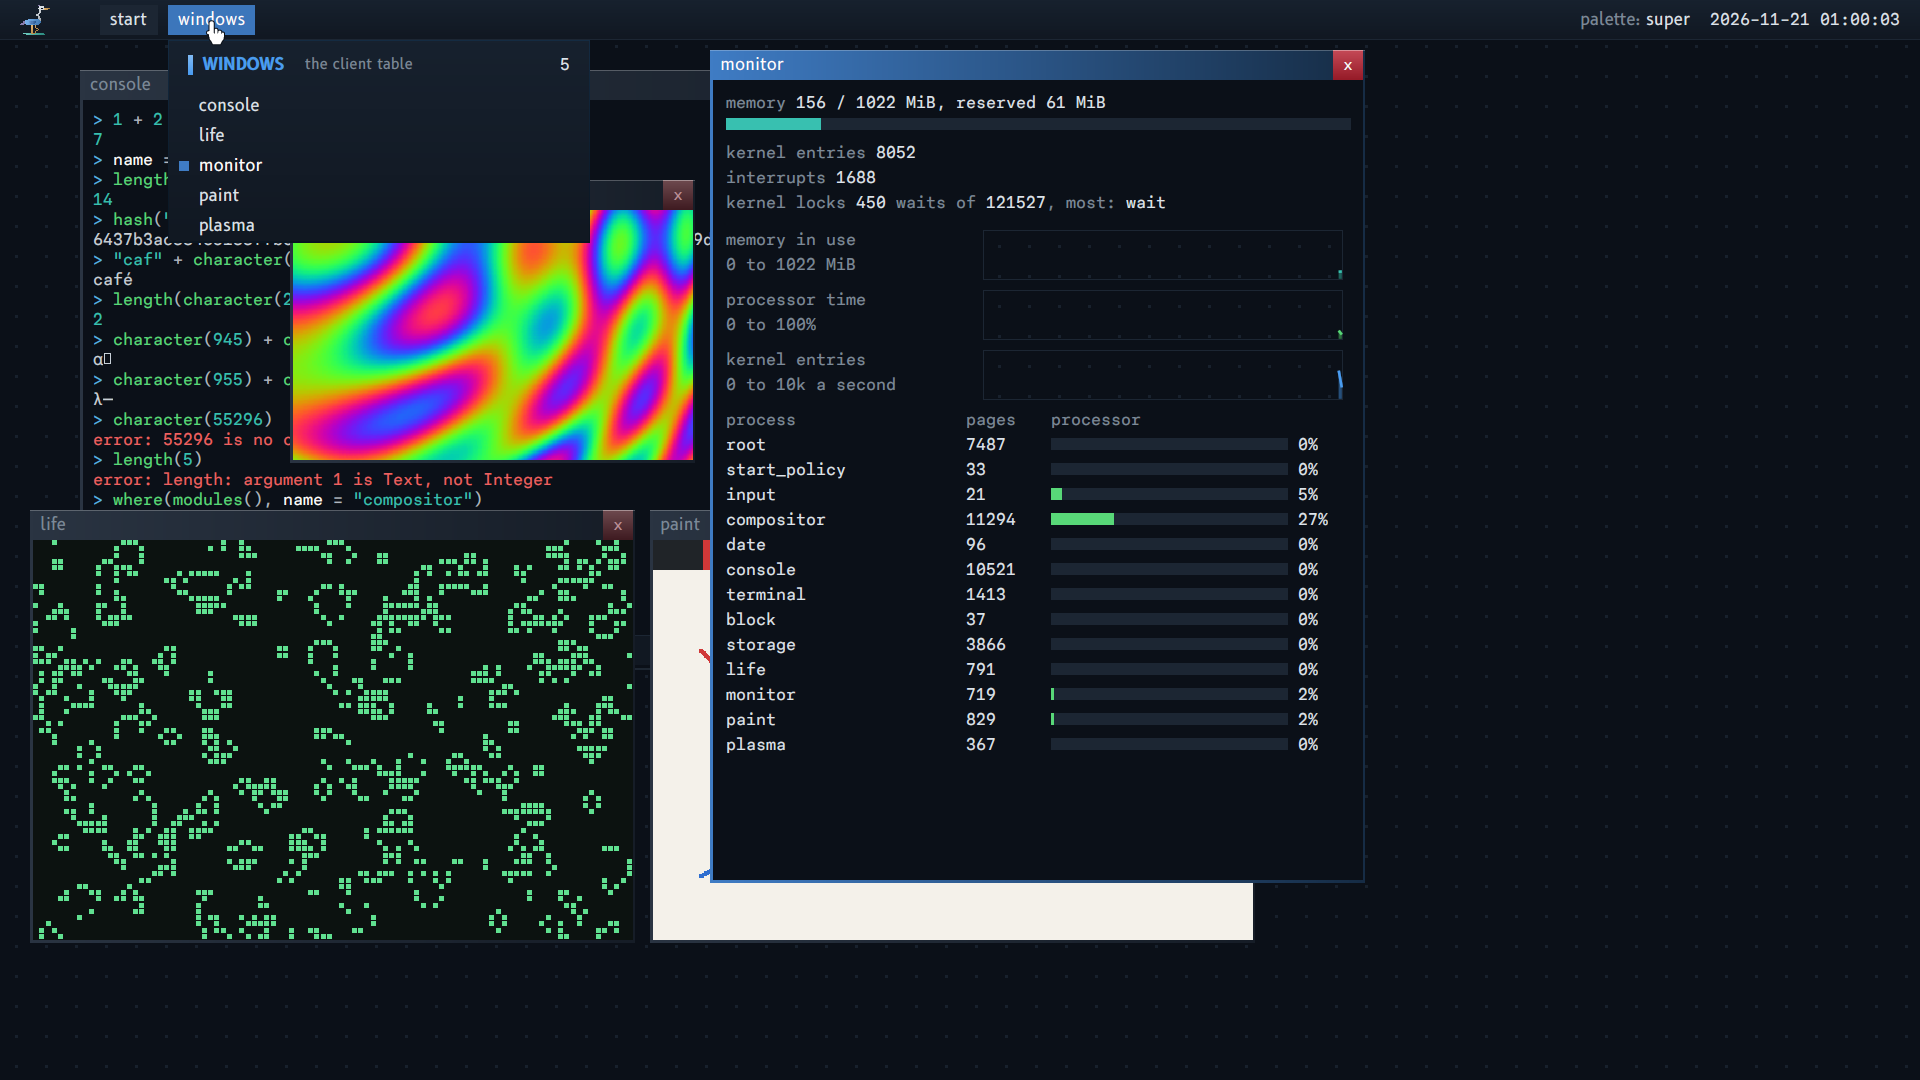 start windows palette: super 2026-11-21 01:00:03
WINDOWS the client table 5
console
life
monitor
paint
plasma
console
> 1 + 2
7
> name =
> length
14
> hash("
> "caf" + character(
café
> length(character(2
2
> character(945) + c
α
> character(955) + c
λ—
> character(55296)
error: 55296 is no c
> length(5)
error: length: argument 1 is Text, not Integer
> where(modules(), name = "compositor")
x
life x
paint
monitor x
memory 156 / 1022 MiB, reserved 61 MiB
kernel entries 8052
interrupts 1688
kernel locks 450 waits of 121527, most: wait
memory in use
0 to 1022 MiB
processor time
0 to 100%
kernel entries
0 to 10k a second
process pages processor
root 7487 0%
start_policy 33 0%
input 21 5%
compositor 11294 27%
date 96 0%
console 10521 0%
terminal 1413 0%
block 37 0%
storage 3866 0%
life 791 0%
monitor 719 2%
paint 829 2%
plasma 367 0%